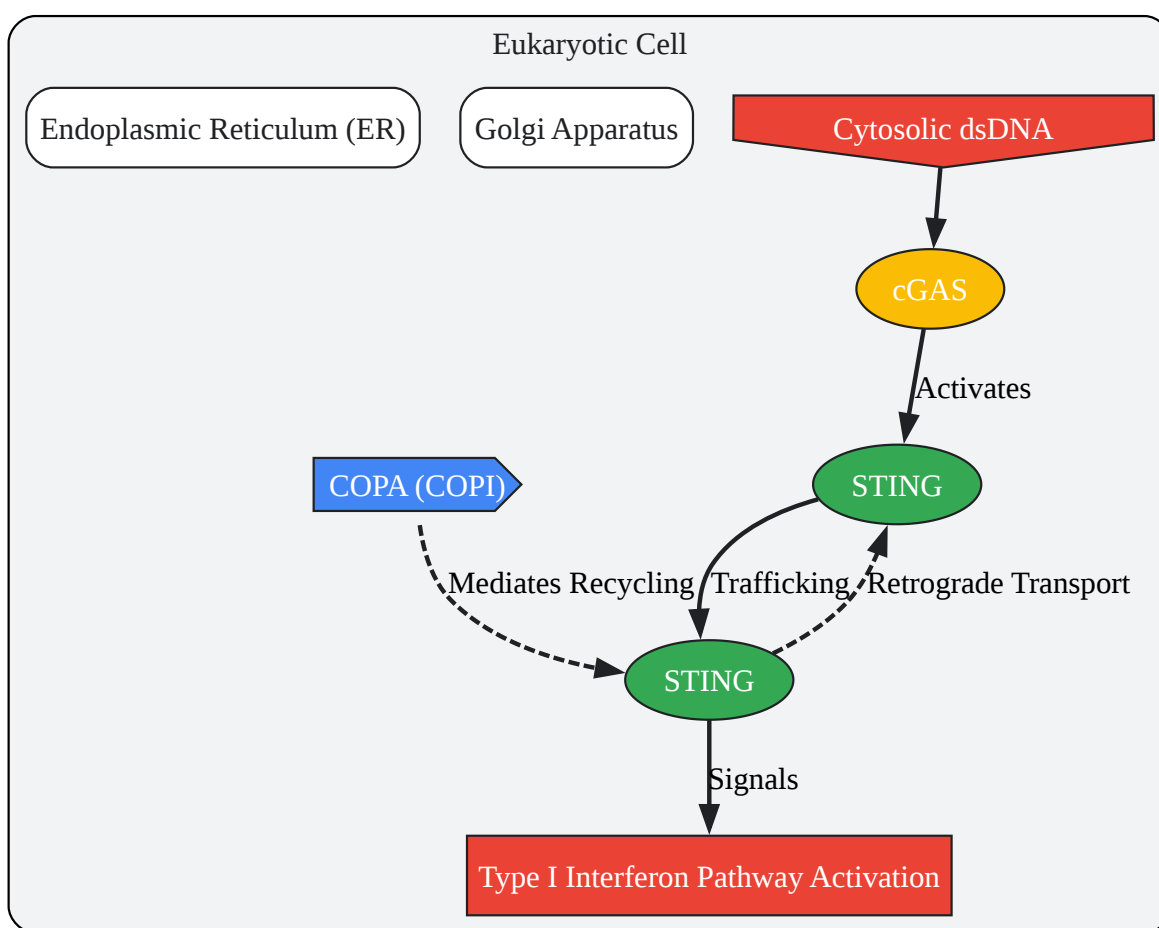 Eukaryotic Cell
Endoplasmic Reticulum (ER)
Golgi Apparatus
Cytosolic dsDNA
cGAS
Activates
COPA (COPI)
STING
Mediates Recycling
Trafficking
Retrograde Transport
STING
Signals
Type I Interferon Pathway Activation